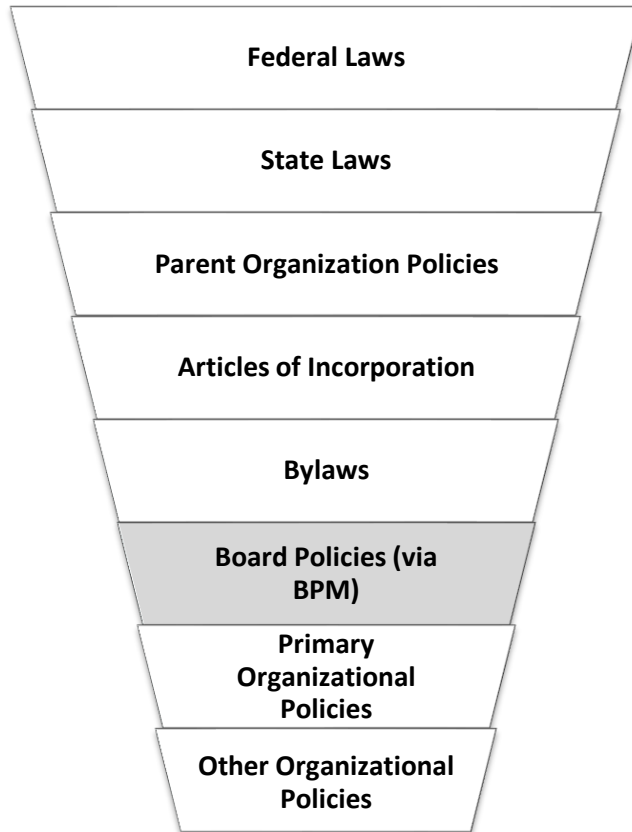 Federal Laws
State Laws
Parent Organization Policies
Articles of Incorporation
Bylaws
Board Policies (via
BPM)
Primary
Organizational
Policies
Other Organizational
Policies